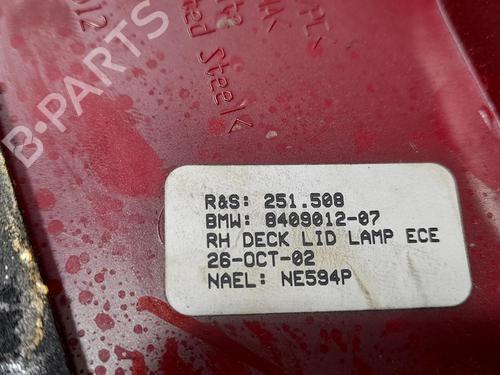 B-PARTS
Steel<
R&S: 251.508
BMW: 8409012-07
RH DECK LID LAMP ECE
26-OCT-02
NAEL: NE594P